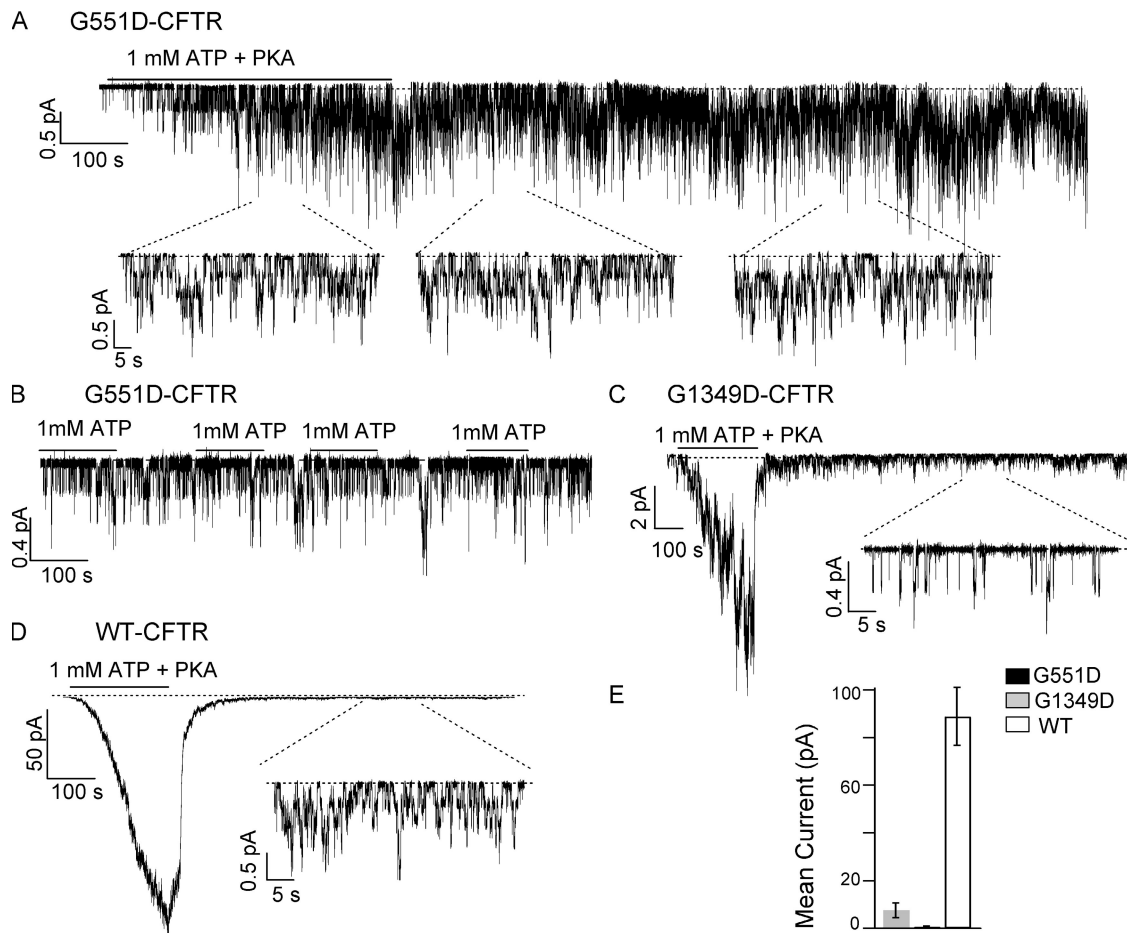 A G551D-CFTR
1 mM ATP + PKA
0.5 pA
100 s
0.5 pA
5 s
B G551D-CFTR
1mM ATP 1mM ATP 1mM ATP 1mM ATP
0.4 pA
100 s
C G1349D-CFTR
1 mM ATP + PKA
2 pA
100 s
0.4 pA
5 s
D WT-CFTR
1 mM ATP + PKA
50 pA
100 s
0.5 pA
5 s
E
G551D
G1349D
WT
Mean Current (pA)
100
60
20
0